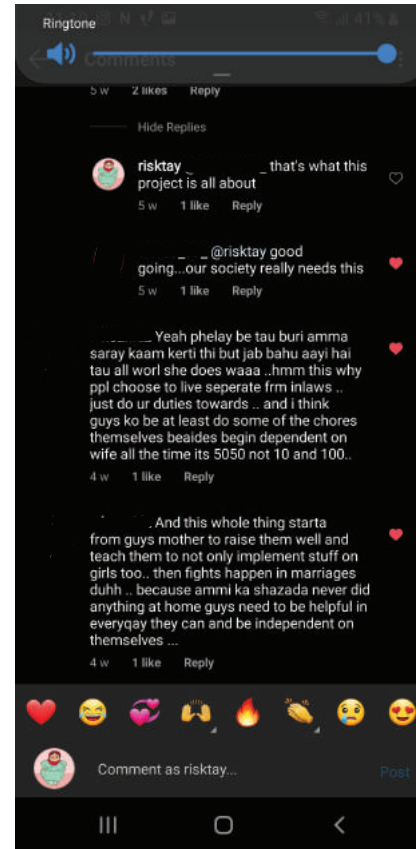 Ringtone
41%
Comments
5 w 2 likes Reply
Hide Replies
risktay that's what this
project is all about
5 w 1 like Reply
@risktay good
going...our society really needs this
5 w 1 like Reply
Yeah phelay be tau buri amma
saray kaam kerti thi but jab bahu aayi hai
tau all worl she does waaa ..hmm this why
ppl choose to live seperate frm inlaws ..
just do ur duties towards .. and i think
guys ko be at least do some of the chores
themselves beaides begin dependent on
wife all the time its 5050 not 10 and 100..
4 w 1 like Reply
. And this whole thing starta
from guys mother to raise them well and
teach them to not only implement stuff on
girls too.. then fights happen in marriages
duhh .. because ammi ka shazada never did
anything at home guys need to be helpful in
everyqay they can and be independent on
themselves ...
4 w 1 like Reply
Comment as risktay...
Post